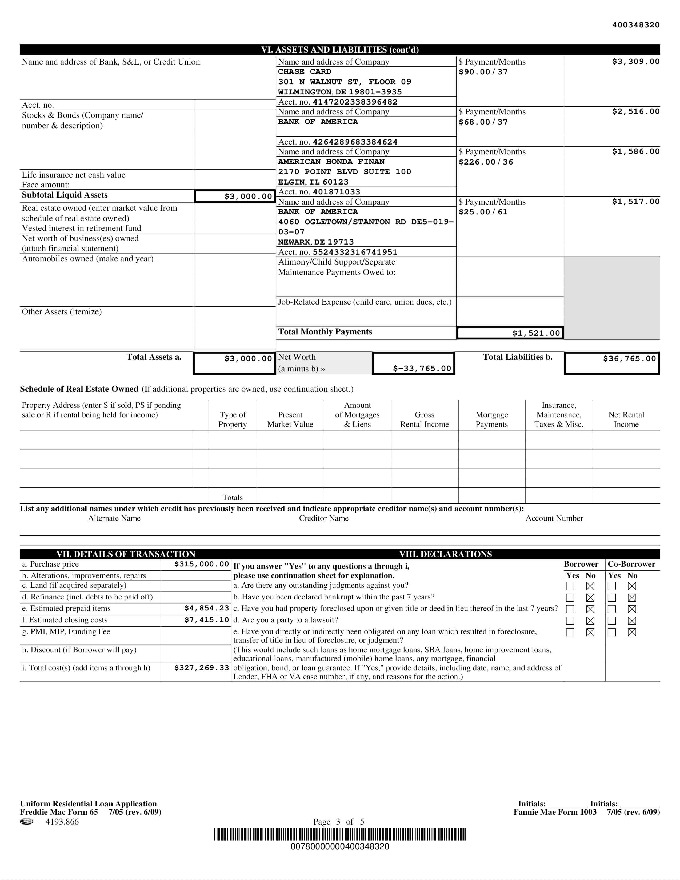 400348320
VI. ASSETS AND LIABILITIES (cont'd)
Name and address of Bank, S&L, or Credit Union
Acct. no.
Stocks & Bonds (Company name/
number & description)
Life insurance net cash value
Face amount:
Subtotal Liquid Assets $3,000.00
Real estate owned (enter market value from
schedule of real estate owned)
Vested interest in retirement fund
Net worth of business(es) owned
(attach financial statement)
Automobiles owned (make and year)
Other Assets (itemize)
Name and address of Company $ Payment/Months $3,309.00
CHASE CARD $90.00/37
301 N WALNUT ST, FLOOR 09
WILMINGTON, DE 19801-3935
Acct. no. 4147202338396482
Name and address of Company $ Payment/Months $2,516.00
BANK OF AMERICA $68.00/37
Acct. no. 4264289683384624
Name and address of Company $ Payment/Months $1,586.00
AMERICAN HONDA FINAN $226.00/36
2170 POINT BLVD SUITE 100
ELGIN, IL 60123
Acct. no. 401871033
Name and address of Company $ Payment/Months $1,517.00
BANK OF AMERICA $25.00/61
4060 OGLETOWN/STANTON RD DE5-019-
03-07
NEWARK, DE 19713
Acct. no. 5524332316741951
Alimony/Child Support/Separate
Maintenance Payments Owed to:
Job-Related Expense (child care, union dues, etc.)
Total Monthly Payments $1,521.00
Total Assets a. $3,000.00 Net Worth (a minus b) » $-33,765.00 Total Liabilities b. $36,765.00
Schedule of Real Estate Owned (If additional properties are owned, use continuation sheet.)
Property Address (enter S if sold, PS if pending
sale or R if rental being held for income)
Type of Property
Present Market Value
Amount of Mortgages & Liens
Gross Rental Income
Mortgage Payments
Insurance, Maintenance, Taxes & Misc.
Net Rental Income
Totals
List any additional names under which credit has previously been received and indicate appropriate creditor name(s) and account number(s):
Alternate Name Creditor Name Account Number
VII. DETAILS OF TRANSACTION
a. Purchase price $315,000.00
b. Alterations, improvements, repairs
c. Land (if acquired separately)
d. Refinance (incl. debts to be paid off)
e. Estimated prepaid items $4,854.23
f. Estimated closing costs $7,415.10
g. PMI, MIP, Funding Fee
h. Discount (if Borrower will pay)
i. Total cost(s) (add items a through h) $327,269.33
VIII. DECLARATIONS
If you answer "Yes" to any questions a through i, Borrower Co-Borrower
please use continuation sheet for explanation. Yes No Yes No
a. Are there any outstanding judgments against you?
b. Have you been declared bankrupt within the past 7 years?
c. Have you had property foreclosed upon or given title or deed in lieu thereof in the last 7 years?
d. Are you a party to a lawsuit?
e. Have you directly or indirectly been obligated on any loan which resulted in foreclosure,
transfer of title in lieu of foreclosure, or judgment?
(This would include such loans as home mortgage loans, SBA loans, home improvement loans,
educational loans, manufactured (mobile) home loans, any mortgage, financial
obligation, bond, or loan guarantee. If "Yes," provide details, including date, name, and address of
Lender, FHA or VA case number, if any, and reasons for the action.)
Uniform Residential Loan Application Initials: Initials:
Freddie Mac Form 65 7/05 (rev. 6/09) Fannie Mae Form 1003 7/05 (rev. 6/09)
4193.866 Page 3 of 5
00780000000400348320